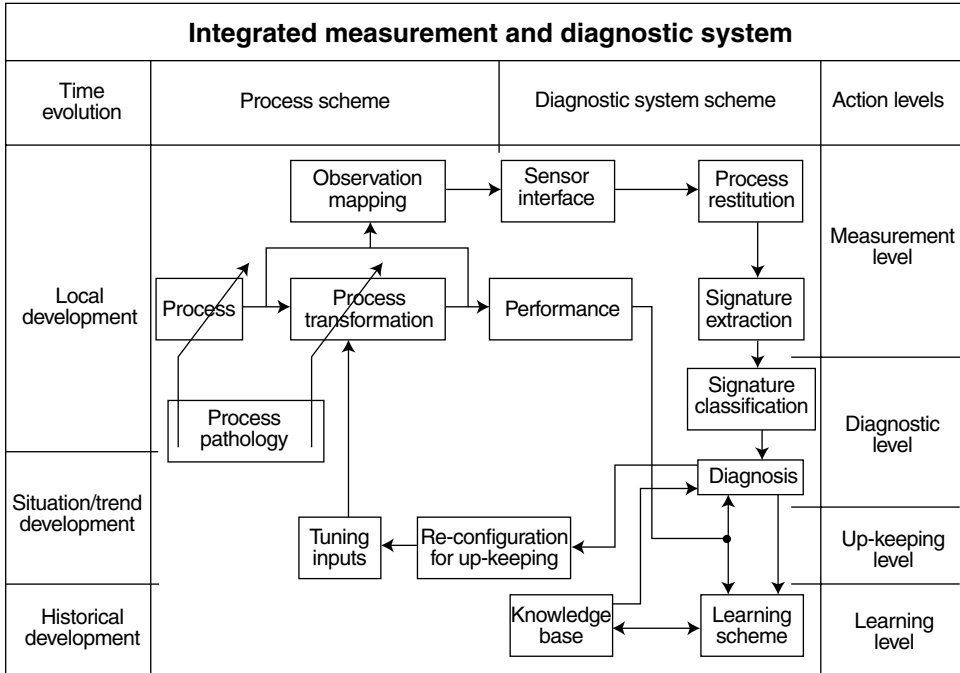 Integrated measurement and diagnostic system
Time
evolution
Process scheme
Diagnostic system scheme
Action levels
Observation
mapping
Sensor
interface
Process
restitution
Measurement
level
Local
development
Process
Process
transformation
Performance
Signature
extraction
Signature
classification
Process
pathology
Diagnostic
level
Diagnosis
Situation/trend
development
Tuning
inputs
Re-configuration
for up-keeping
Up-keeping
level
Historical
development
Knowledge
base
Learning
scheme
Learning
level